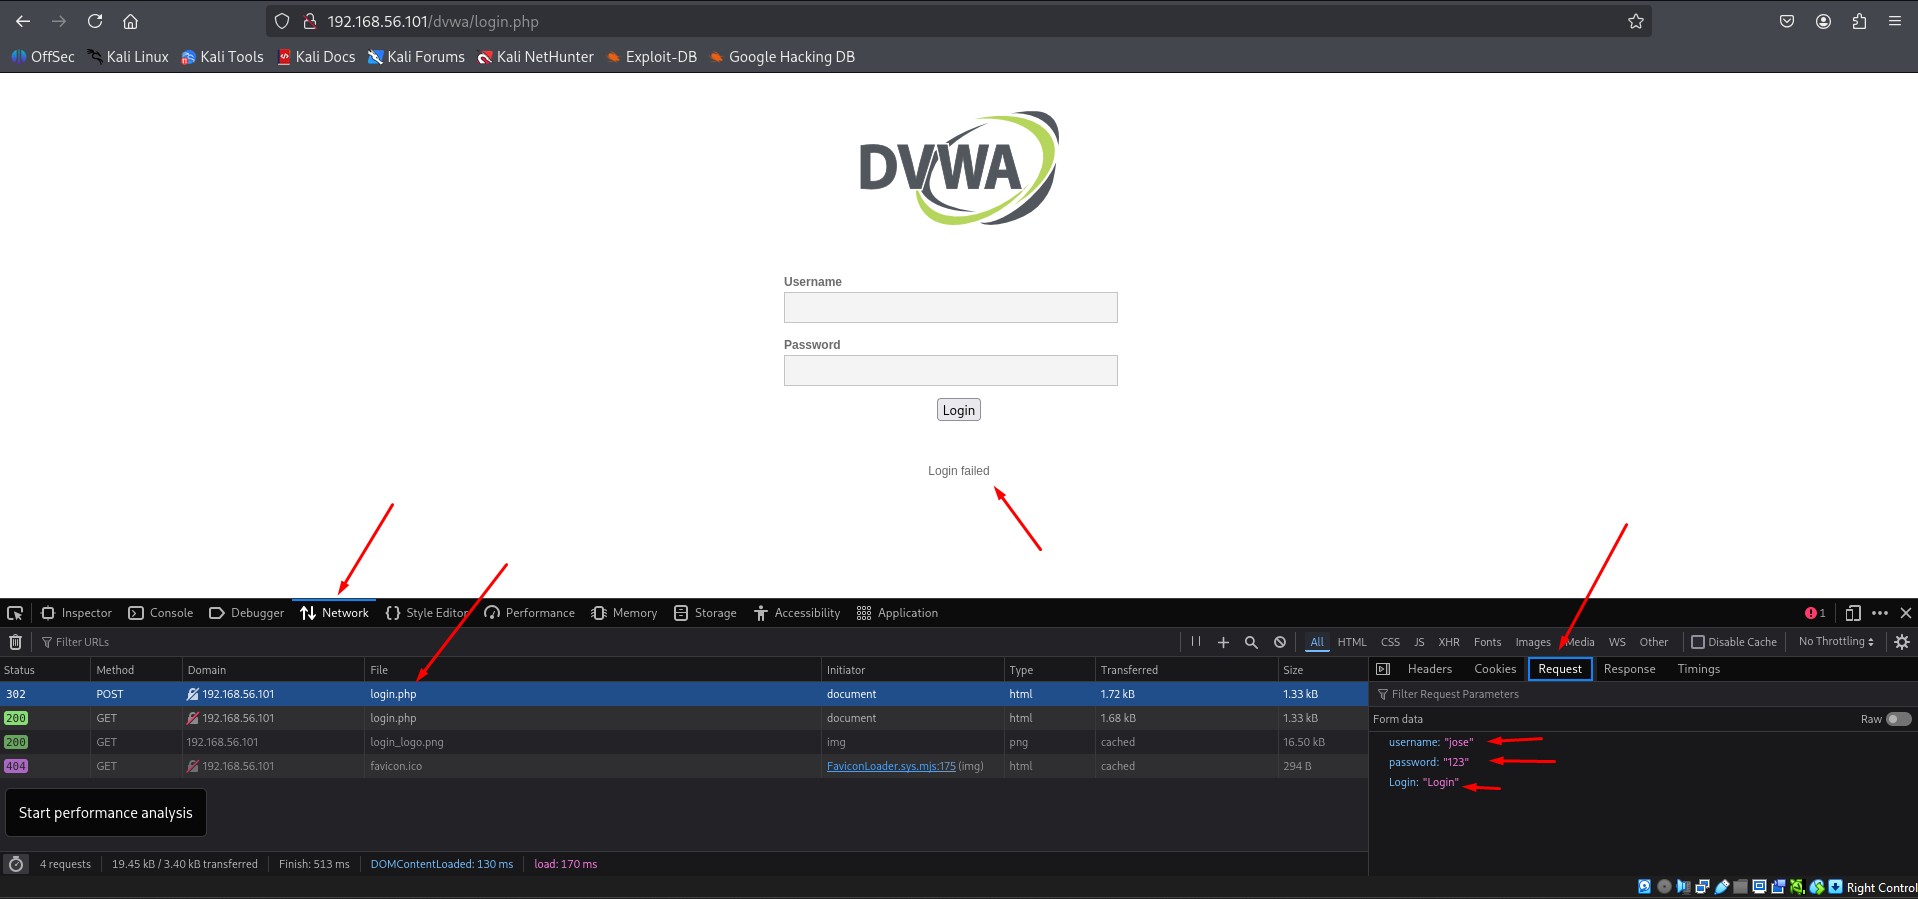 192.168.56.101/dvwa/login.php
OffSec Kali Linux Kali Tools Kali Docs Kali Forums Kali NetHunter Exploit-DB Google Hacking DB
DVWA
Username
Password
Login
Login failed
Inspector Console Debugger Network Style Editor Performance Memory Storage Accessibility Application 1
Filter URLs All HTML CSS JS XHR Fonts Images Media WS Other Disable Cache No Throttling
Status Method Domain File Initiator Type Transferred Size Headers Cookies Request Response Timings
302 POST 192.168.56.101 login.php document html 1.72 kB 1.33 kB Filter Request Parameters
200 GET 192.168.56.101 login.php document html 1.68 kB 1.33 kB Form data Raw
200 GET 192.168.56.101 login_logo.png img png cached 16.50 kB username: "jose"
404 GET 192.168.56.101 favicon.ico FaviconLoader.sys.mjs:175 (img) html cached 294 B password: "123"
Login: "Login"
Start performance analysis
4 requests 19.45 kB / 3.40 kB transferred Finish: 513 ms DOMContentLoaded: 130 ms load: 170 ms
Right Control